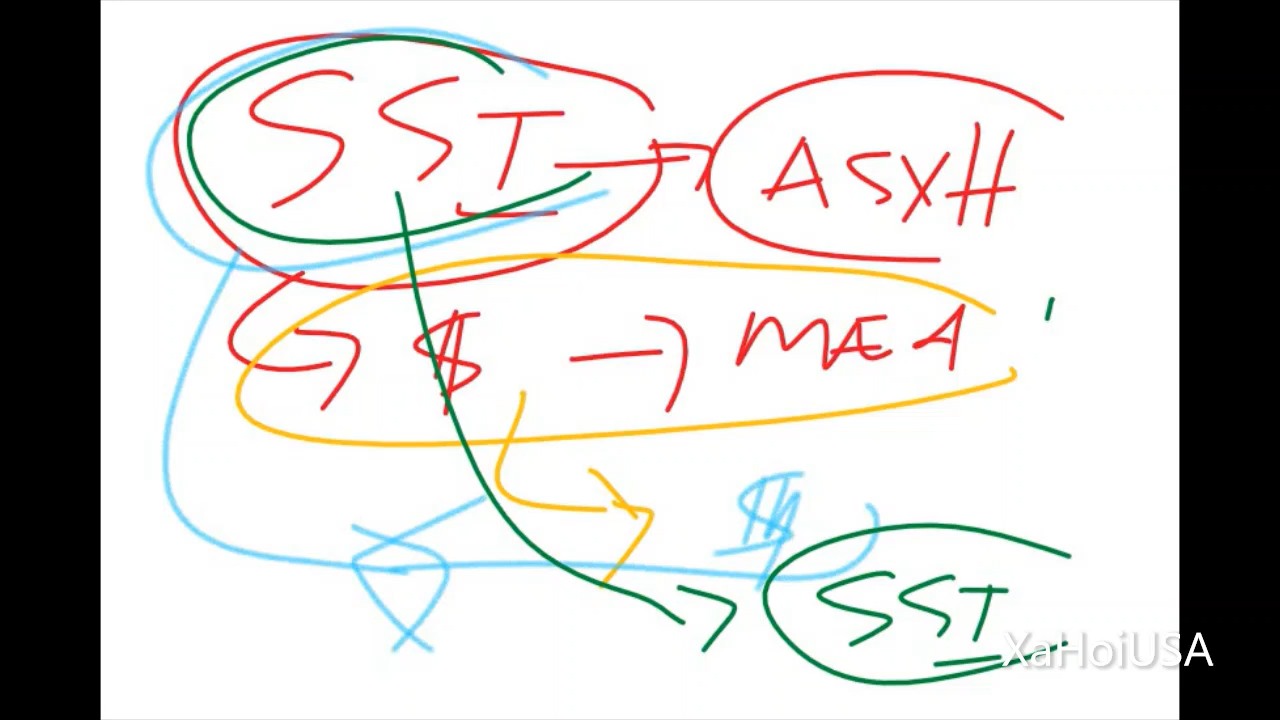 SST → ASXH
→ $ → MEA
$
→ SST
XaHoiUSA